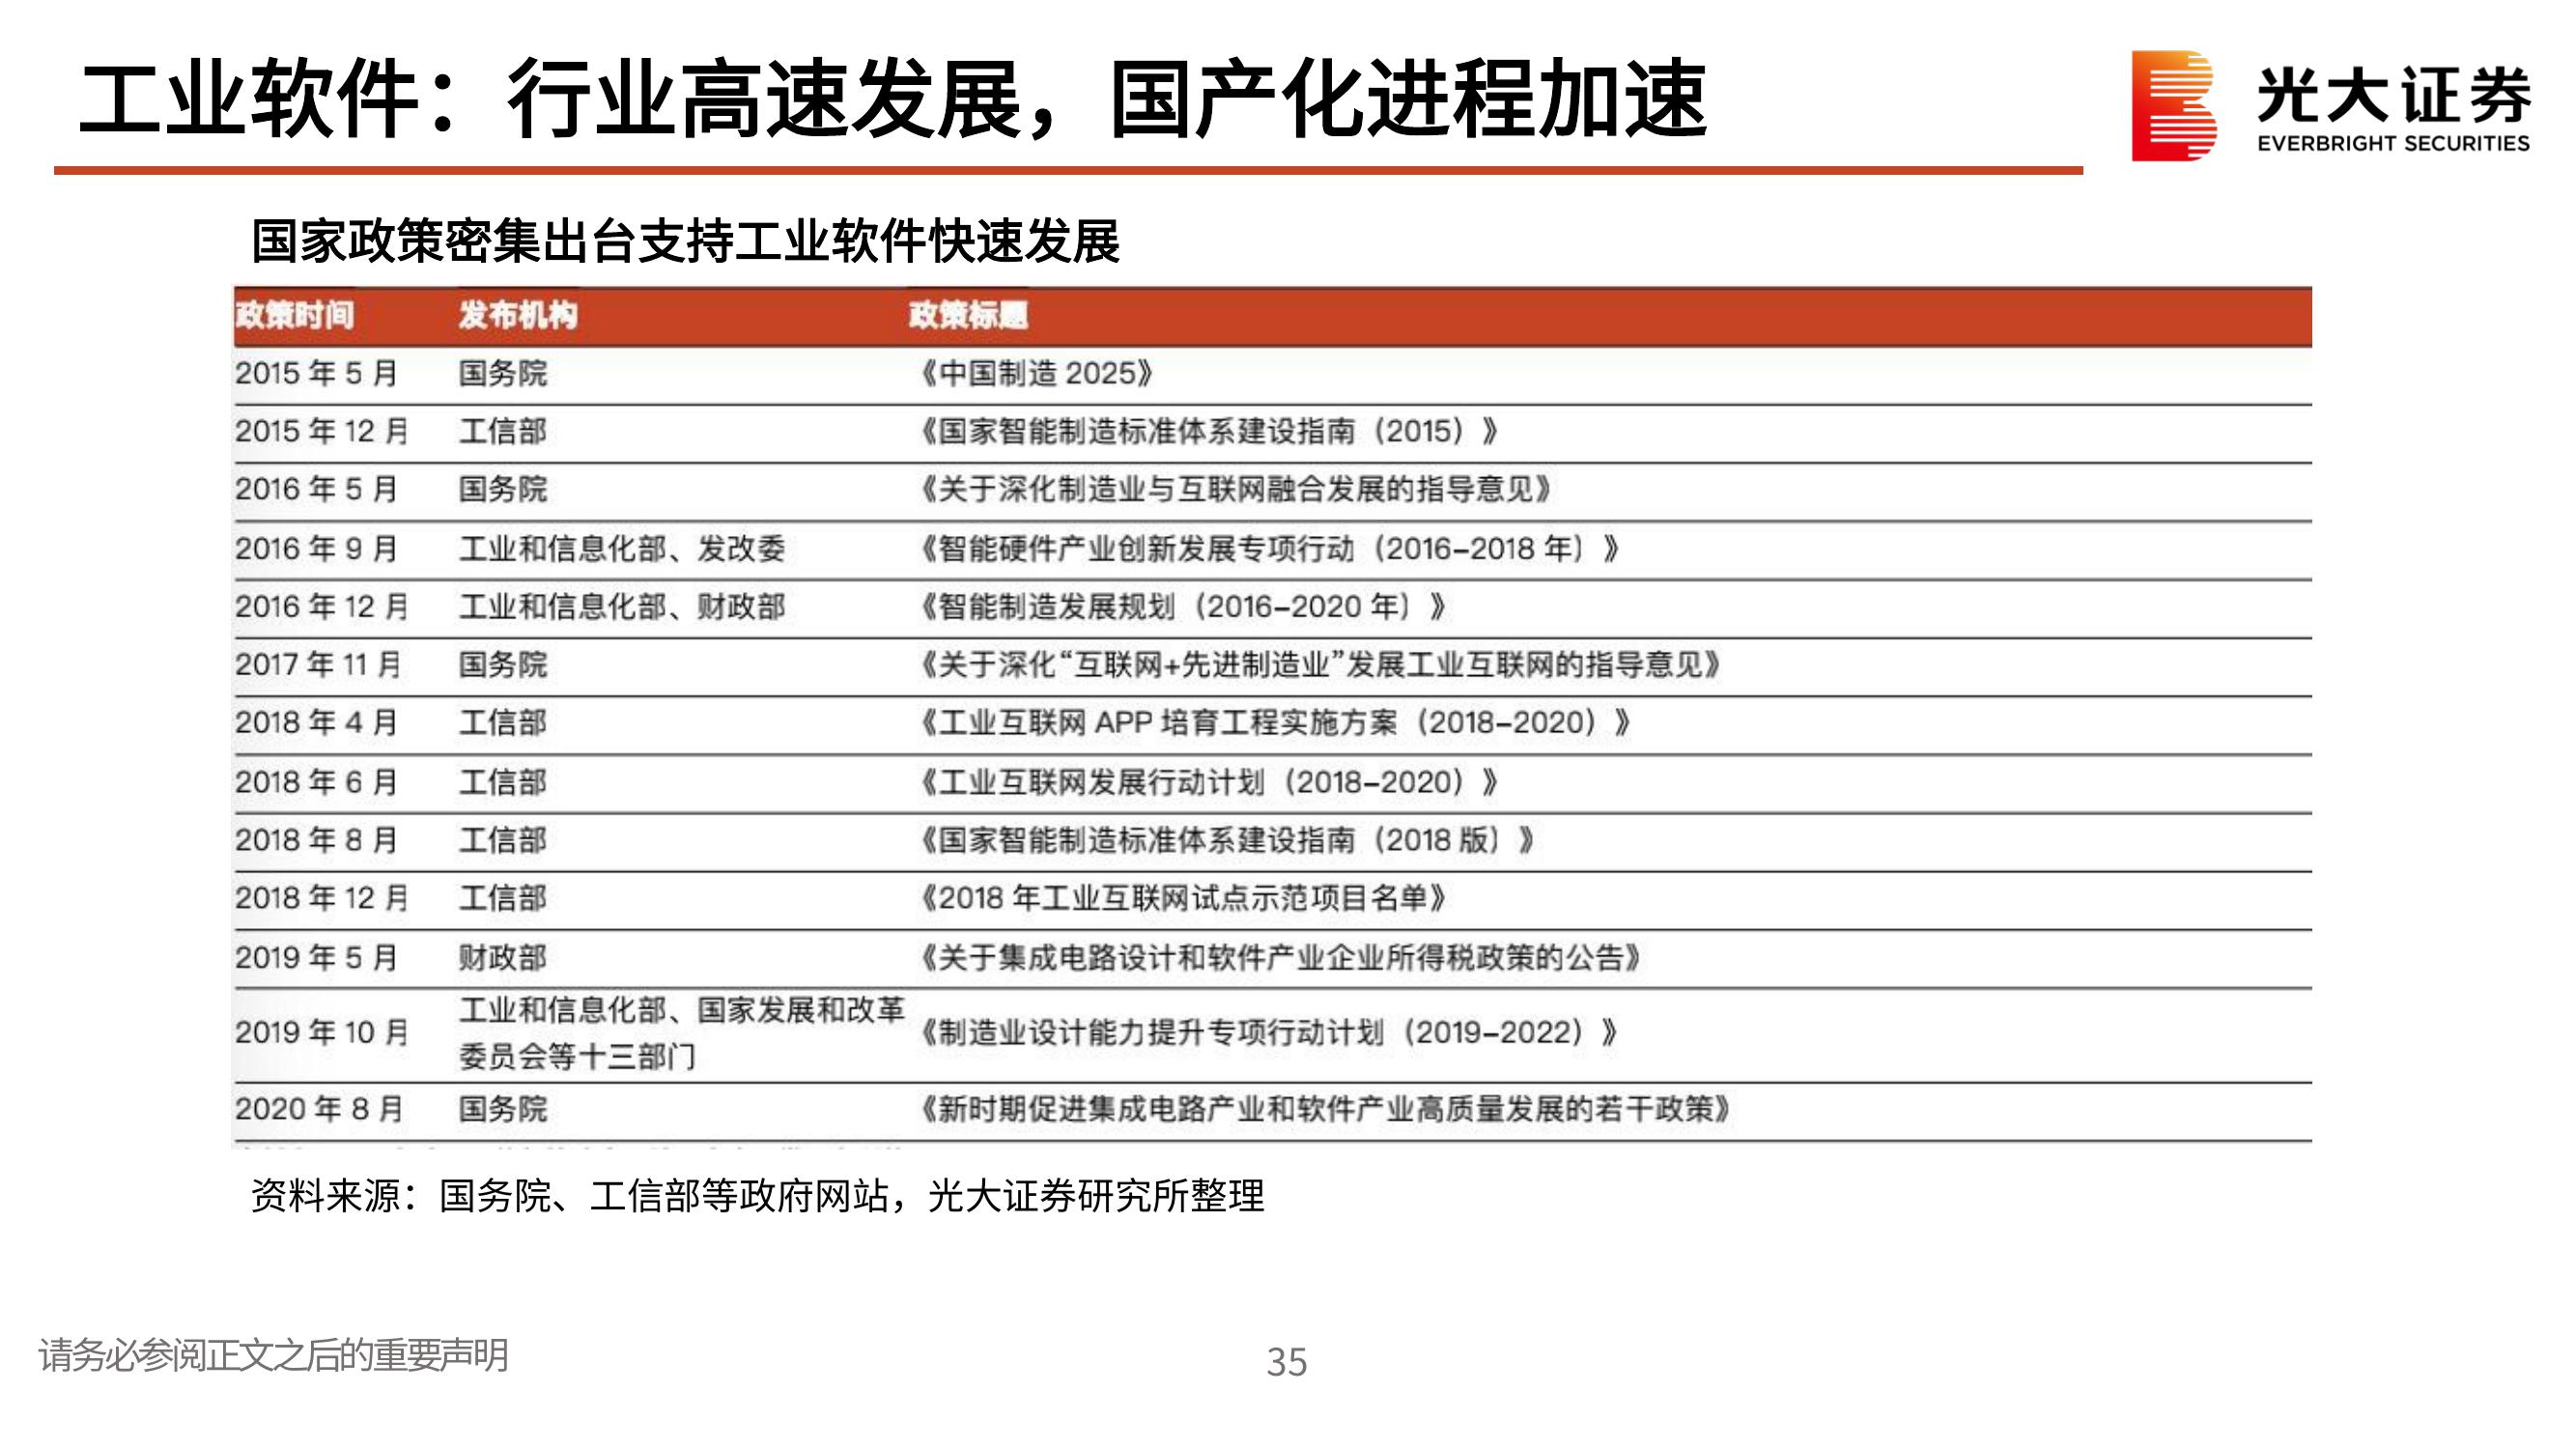 工业软件：行业高速发展，国产化进程加速
光大证券
EVERBRIGHT SECURITIES
国家政策密集出台支持工业软件快速发展
政策时间 发布机构 政策标题
2015 年 5 月 国务院 《中国制造 2025》
2015 年 12 月 工信部 《国家智能制造标准体系建设指南（2015）》
2016 年 5 月 国务院 《关于深化制造业与互联网融合发展的指导意见》
2016 年 9 月 工业和信息化部、发改委 《智能硬件产业创新发展专项行动（2016-2018 年）》
2016 年 12 月 工业和信息化部、财政部 《智能制造发展规划（2016-2020 年）》
2017 年 11 月 国务院 《关于深化“互联网+先进制造业”发展工业互联网的指导意见》
2018 年 4 月 工信部 《工业互联网 APP 培育工程实施方案（2018-2020）》
2018 年 6 月 工信部 《工业互联网发展行动计划（2018-2020）》
2018 年 8 月 工信部 《国家智能制造标准体系建设指南（2018 版）》
2018 年 12 月 工信部 《2018 年工业互联网试点示范项目名单》
2019 年 5 月 财政部 《关于集成电路设计和软件产业企业所得税政策的公告》
2019 年 10 月 工业和信息化部、国家发展和改革
委员会等十三部门 《制造业设计能力提升专项行动计划（2019-2022）》
2020 年 8 月 国务院 《新时期促进集成电路产业和软件产业高质量发展的若干政策》
资料来源：国务院、工信部等政府网站，光大证券研究所整理
请务必参阅正文之后的重要声明
35